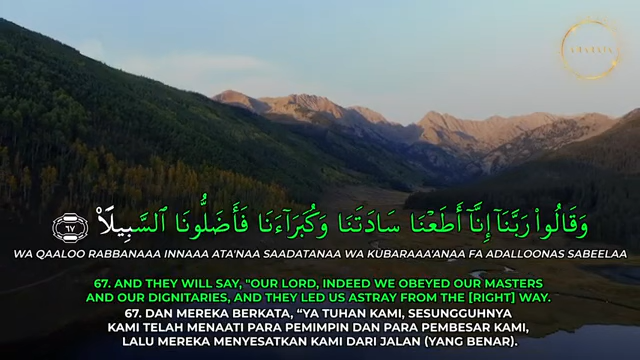 وَقَالُوا۟ رَبَّنَآ إِنَّآ أَطَعْنَا سَادَتَنَا وَكُبَرَآءَنَا فَأَضَلُّونَا ٱلسَّبِيلَا۠ ٦٧
WA QAALOO RABBANAAA INNAAA ATA'NAA SAADATANAA WA KUBARAAA'ANAA FA ADALLOONAS SABEELAA
67. AND THEY WILL SAY, "OUR LORD, INDEED WE OBEYED OUR MASTERS
AND OUR DIGNITARIES, AND THEY LED US ASTRAY FROM THE [RIGHT] WAY.
67. DAN MEREKA BERKATA, “YA TUHAN KAMI, SESUNGGUHNYA
KAMI TELAH MENAATI PARA PEMIMPIN DAN PARA PEMBESAR KAMI,
LALU MEREKA MENYESATKAN KAMI DARI JALAN (YANG BENAR).